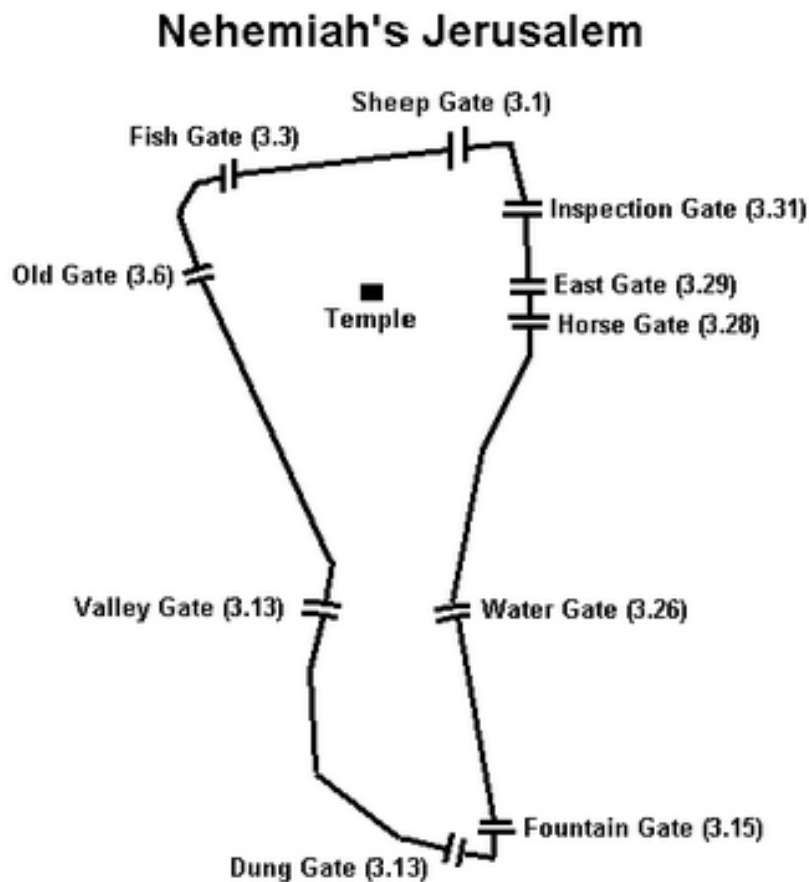 Nehemiah's Jerusalem
Sheep Gate (3.1)
Fish Gate (3.3)
Inspection Gate (3.31)
Old Gate (3.6)
East Gate (3.29)
Temple
Horse Gate (3.28)
Valley Gate (3.13)
Water Gate (3.26)
Fountain Gate (3.15)
Dung Gate (3.13)